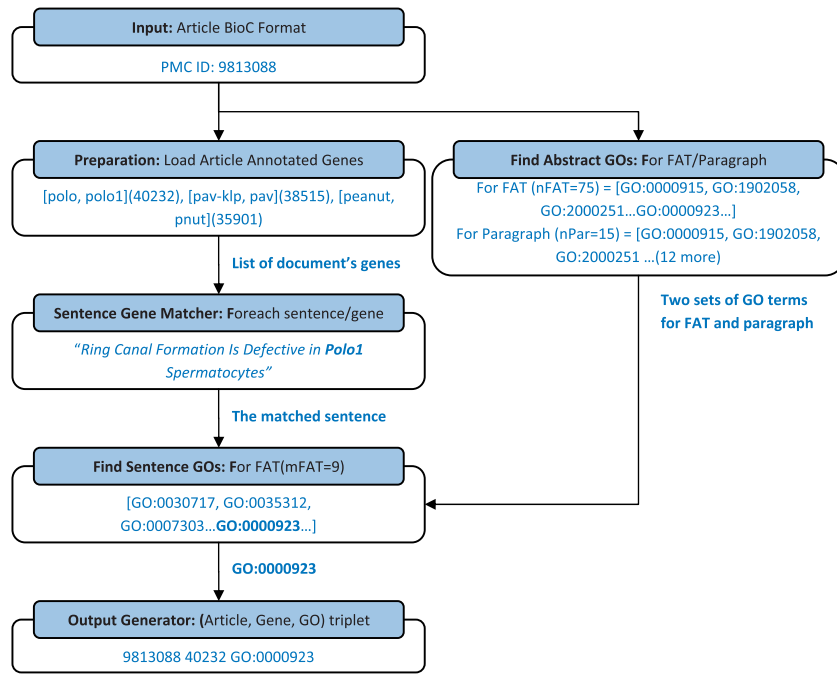 Input: Article BioC Format
PMC ID: 9813088
Preparation: Load Article Annotated Genes
[polo, polo1](40232), [pav-klp, pav](38515), [peanut,
pnut](35901)
Find Abstract GOs: For FAT/Paragraph
For FAT (nFAT=75) = [GO:0000915, GO:1902058,
GO:2000251...GO:0000923...]
For Paragraph (nPar=15) = [GO:0000915, GO:1902058,
GO:2000251 ...(12 more)
List of document's genes
Two sets of GO terms
for FAT and paragraph
Sentence Gene Matcher: Foreach sentence/gene
"Ring Canal Formation Is Defective in Polo1
Spermatocytes"
The matched sentence
Find Sentence GOs: For FAT(mFAT=9)
[GO:0030717, GO:0035312,
GO:0007303...GO:0000923...]
GO:0000923
Output Generator: (Article, Gene, GO) triplet
9813088 40232 GO:0000923